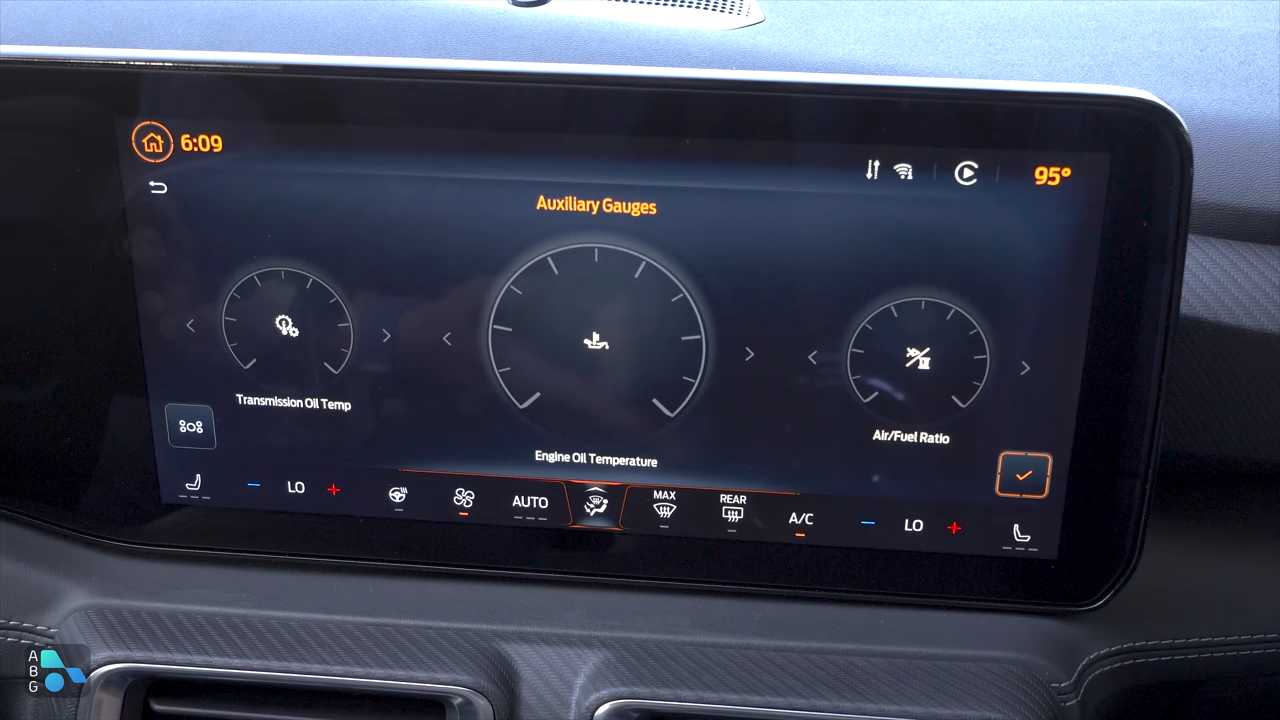 6:09
95°
Auxiliary Gauges
Transmission Oil Temp
Engine Oil Temperature
Air/Fuel Ratio
LO
AUTO
MAX
REAR
A/C
LO
A
B
G